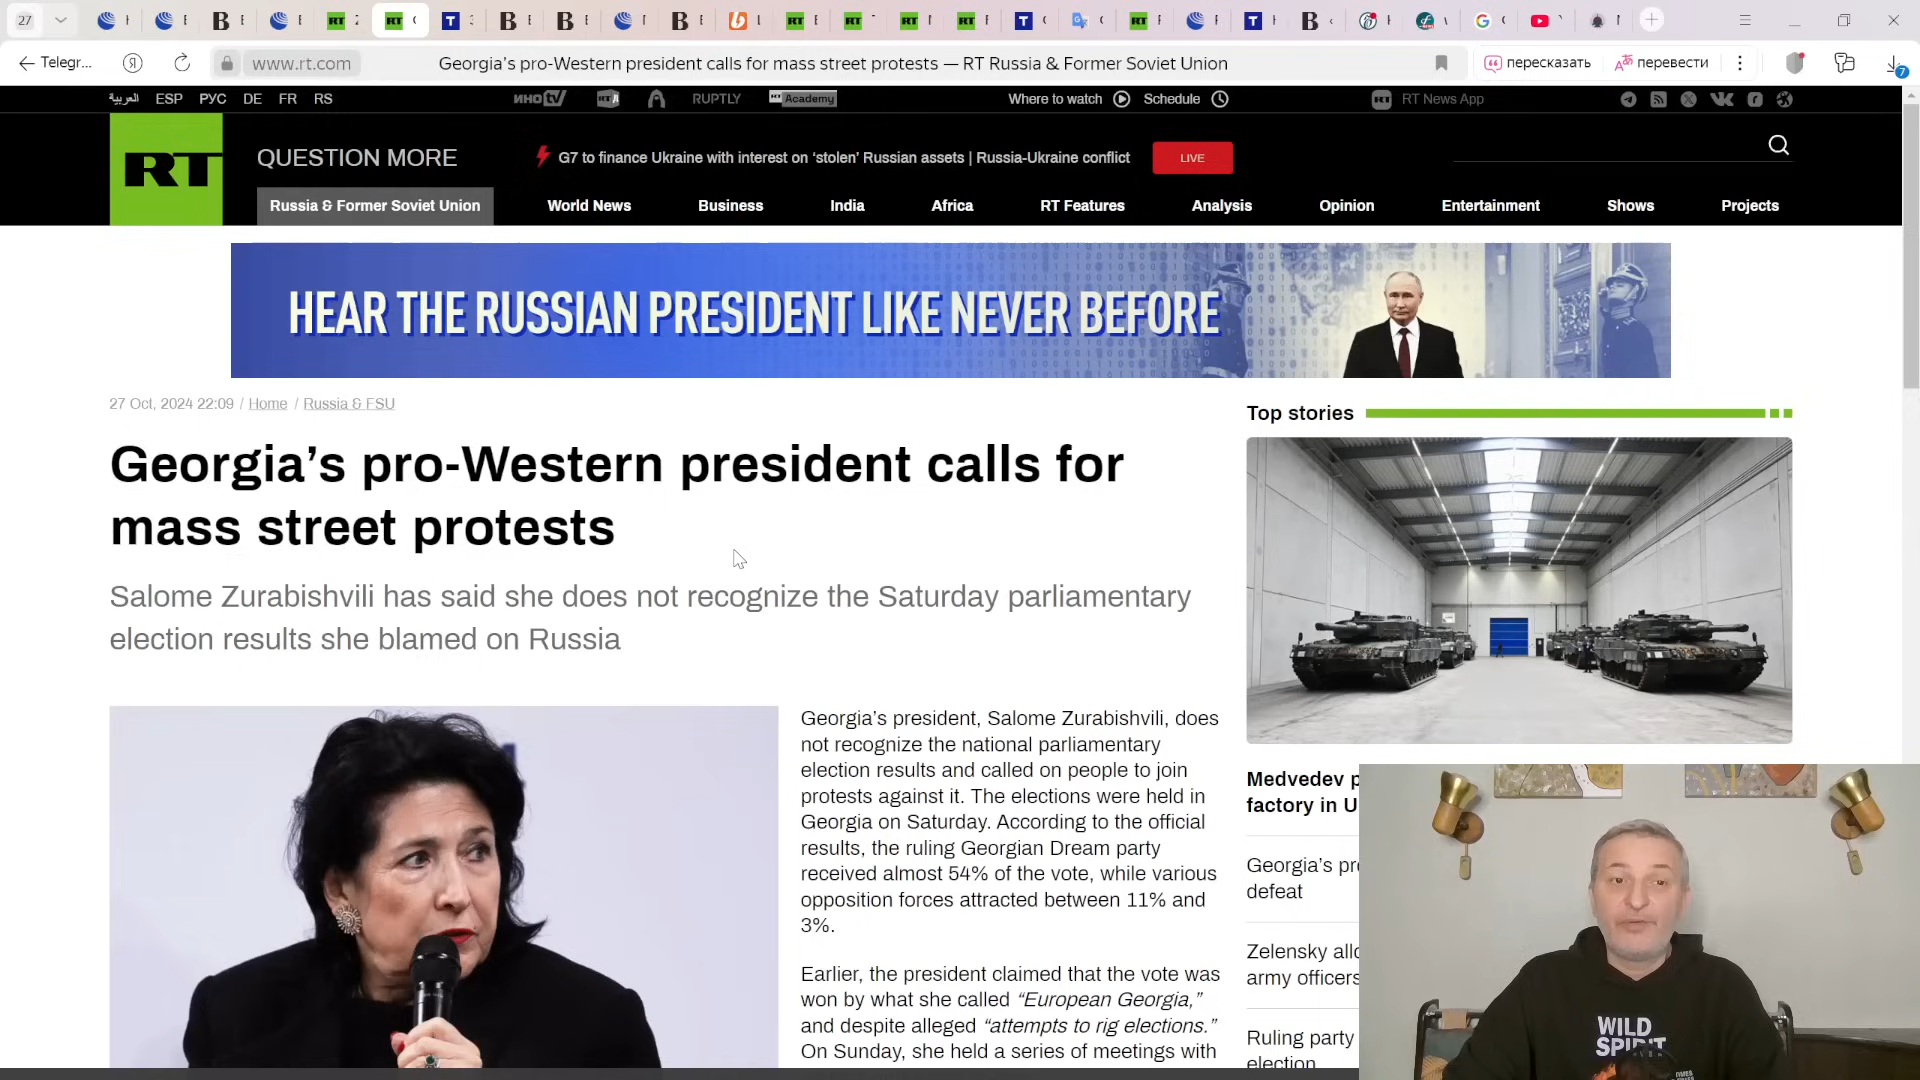 27
Telegr...
www.rt.com
Georgia’s pro-Western president calls for mass street protests — RT Russia & Former Soviet Union
пересказать
перевести
7
العربية ESP РУС DE FR RS
ИНОTV
RUPTLY
RT Academy
Where to watch
Schedule
RT News App
RT
QUESTION MORE
G7 to finance Ukraine with interest on ‘stolen’ Russian assets | Russia-Ukraine conflict
LIVE
Russia & Former Soviet Union World News Business India Africa RT Features Analysis Opinion Entertainment Shows Projects
HEAR THE RUSSIAN PRESIDENT LIKE NEVER BEFORE
27 Oct, 2024 22:09 / Home / Russia & FSU
Georgia’s pro-Western president calls for
mass street protests
Salome Zurabishvili has said she does not recognize the Saturday parliamentary
election results she blamed on Russia
Georgia’s president, Salome Zurabishvili, does
not recognize the national parliamentary
election results and called on people to join
protests against it. The elections were held in
Georgia on Saturday. According to the official
results, the ruling Georgian Dream party
received almost 54% of the vote, while various
opposition forces attracted between 11% and
3%.
Earlier, the president claimed that the vote was
won by what she called “European Georgia,”
and despite alleged “attempts to rig elections.”
On Sunday, she held a series of meetings with
Top stories
Medvedev p
factory in U
Georgia’s pr
defeat
Zelensky all
army officers
Ruling party
election
WILD
SPIRIT